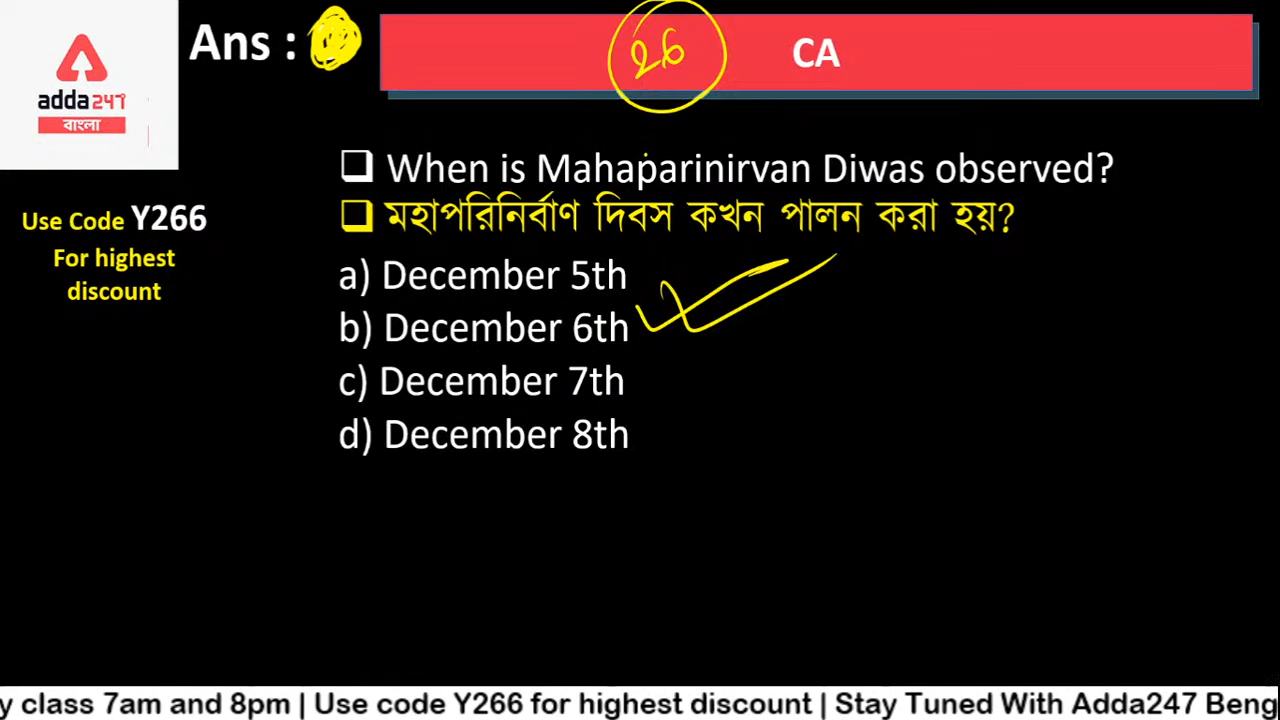 Ans :
26
CA
adda247
বাংলা
When is Mahaparinirvan Diwas observed?
মহাপরিনির্বাণ দিবস কখন পালন করা হয়?
Use Code Y266
For highest
discount
a) December 5th
b) December 6th
c) December 7th
d) December 8th
y class 7am and 8pm | Use code Y266 for highest discount | Stay Tuned With Adda247 Beng